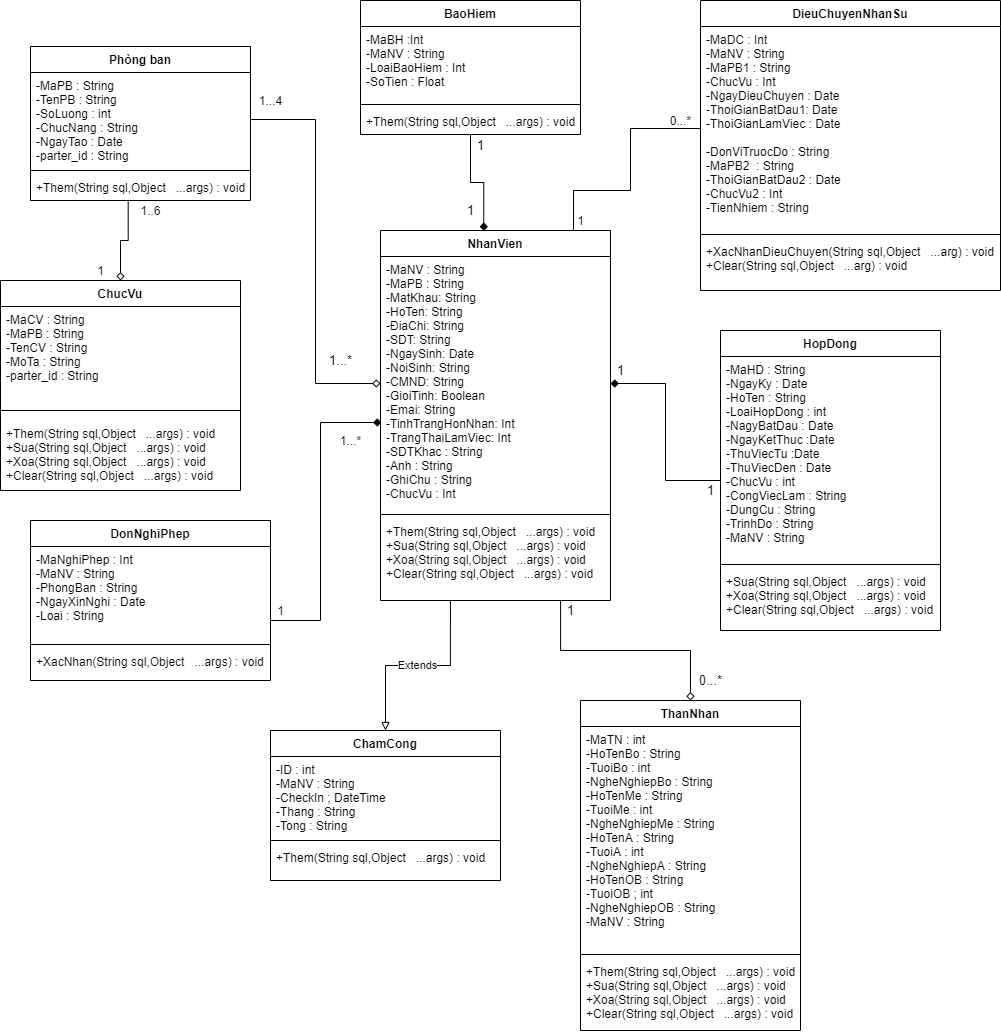 BaoHiem
-MaBH :Int
-MaNV : String
-LoaiBaoHiem : Int
-SoTien : Float
+Them(String sql,Object ...args) : void
DieuChuyenNhanSu
-MaDC : Int
-MaNV : String
-MaPB1 : String
-ChucVu : Int
-NgayDieuChuyen : Date
-ThoiGianBatDau1 : Date
-ThoiGianLamViec : Date
-DonViTruocDo : String
-MaPB2 : String
-ThoiGianBatDau2 : Date
-ChucVu2 : Int
-TienNhiem : String
+XacNhanDieuChuyen(String sql,Object ...arg) : void
+Clear(String sql,Object ...arg) : void
Phòng ban
-MaPB : String
-TenPB : String
-SoLuong : int
-ChucNang : String
-NgayTao : Date
-parter_id : String
+Them(String sql,Object ...args) : void
1...4
0...*
1
1
1
1..6
1
NhanVien
-MaNV : String
-MaPB : String
-MatKhau: String
-HoTen: String
-ĐiaChi: String
-SDT: String
-NgaySinh: Date
-NoiSinh: String
-CMND: String
-GioiTinh: Boolean
-Emai: String
-TinhTrangHonNhan: Int
-TrangThaiLamViec: Int
-SDTKhac : String
-Anh : String
-GhiChu : String
-ChucVu : Int
+Them(String sql,Object ...args) : void
+Sua(String sql,Object ...args) : void
+Xoa(String sql,Object ...args) : void
+Clear(String sql,Object ...args) : void
ChucVu
-MaCV : String
-MaPB : String
-TenCV : String
-MoTa : String
-parter_id : String
+Them(String sql,Object ...args) : void
+Sua(String sql,Object ...args) : void
+Xoa(String sql,Object ...args) : void
+Clear(String sql,Object ...args) : void
1...*
1
1
1...*
HopDong
-MaHD : String
-NgayKy : Date
-HoTen : String
-LoaiHopDong : int
-NagyBatDau : Date
-NgayKetThuc :Date
-ThuViecTu :Date
-ThuViecDen : Date
-ChucVu : int
-CongViecLam : String
-DungCu : String
-TrinhDo : String
-MaNV : String
+Sua(String sql,Object ...args) : void
+Xoa(String sql,Object ...args) : void
+Clear(String sql,Object ...args) : void
DonNghiPhep
-MaNghiPhep : Int
-MaNV : String
-PhongBan : String
-NgayXinNghi : Date
-Loai : String
+XacNhan(String sql,Object ...args) : void
1
1
Extends
0...*
ChamCong
-ID : int
-MaNV : String
-CheckIn ; DateTime
-Thang : String
-Tong : String
+Them(String sql,Object ...args) : void
ThanNhan
-MaTN : int
-HoTenBo : String
-TuoiBo : int
-NgheNghiepBo : String
-HoTenMe : String
-TuoiMe : int
-NgheNghiepMe : String
-HoTenA : String
-TuoiA : int
-NgheNghiepA : String
-HoTenOB : String
-TuoiOB ; int
-NgheNghiepOB : String
-MaNV : String
+Them(String sql,Object ...args) : void
+Sua(String sql,Object ...args) : void
+Xoa(String sql,Object ...args) : void
+Clear(String sql,Object ...args) : void